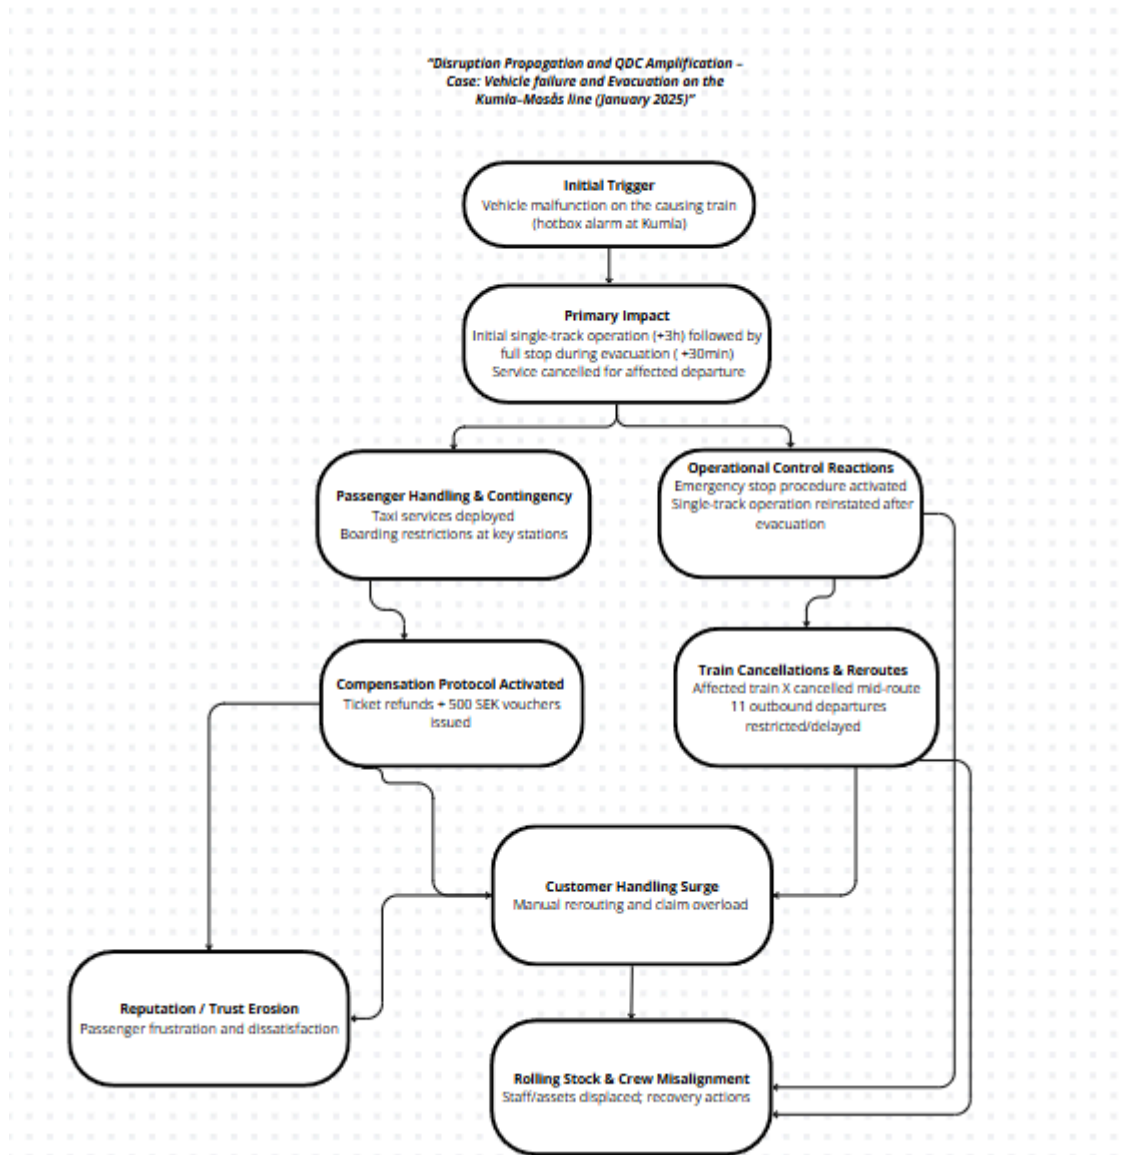 “Disruption Propagation and QDC Amplification –
Case: Vehicle failure and Evacuation on the
Kumla–Mosås line (January 2025)”
Initial Trigger
Vehicle malfunction on the causing train
(hotbox alarm at Kumla)
Primary Impact
Initial single-track operation (+3h) followed by
full stop during evacuation ( +30min)
Service cancelled for affected departure
Passenger Handling & Contingency
Taxi services deployed
Boarding restrictions at key stations
Operational Control Reactions
Emergency stop procedure activated
Single-track operation reinstated after
evacuation
Compensation Protocol Activated
Ticket refunds + 500 SEK vouchers
issued
Train Cancellations & Reroutes
Affected train X cancelled mid-route
11 outbound departures
restricted/delayed
Customer Handling Surge
Manual rerouting and claim overload
Reputation / Trust Erosion
Passenger frustration and dissatisfaction
Rolling Stock & Crew Misalignment
Staff/assets displaced; recovery actions